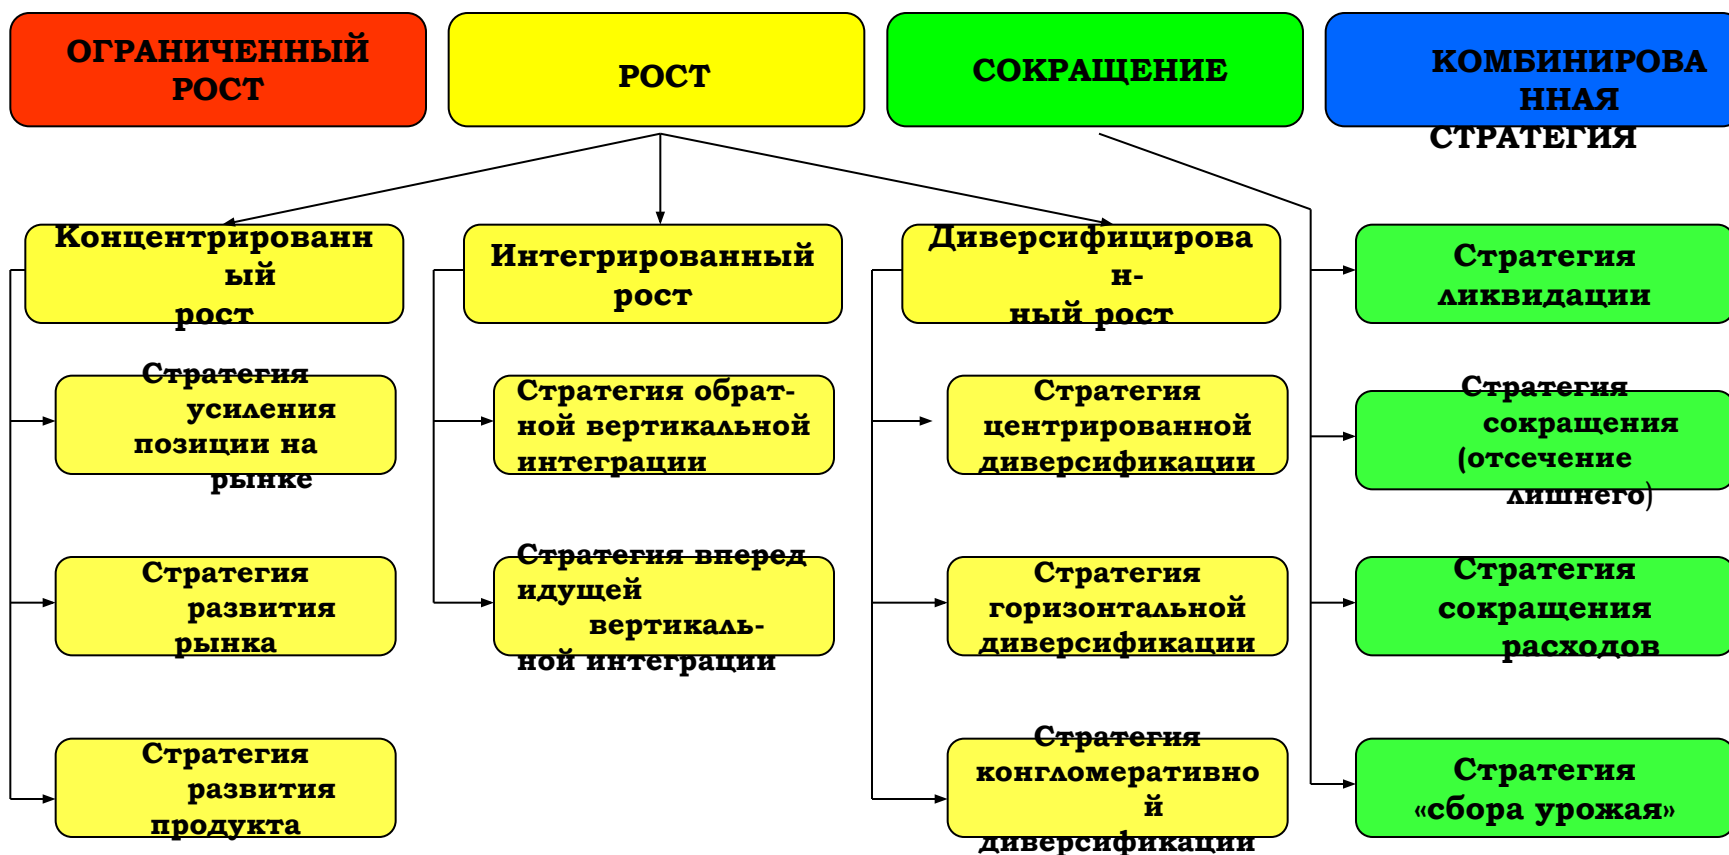 ОГРАНИЧЕННЫЙ
РОСТ
РОСТ
СОКРАЩЕНИЕ
КОМБИНИРОВА
ННАЯ
СТРАТЕГИЯ
Концентрированн
ый
рост
Интегрированный
рост
Диверсифицирова
н-
ный рост
Стратегия
ликвидации
Стратегия
усиления
позиции на
рынке
Стратегия обрат-
ной вертикальной
интеграции
Стратегия
центрированной
диверсификации
Стратегия
сокращения
(отсечение
лишнего)
Стратегия
развития
рынка
Стратегия вперед
идущей
вертикаль-
ной интеграции
Стратегия
горизонтальной
диверсификации
Стратегия
сокращения
расходов
Стратегия
развития
продукта
Стратегия
конгломеративно
й
диверсификации
Стратегия
«сбора урожая»